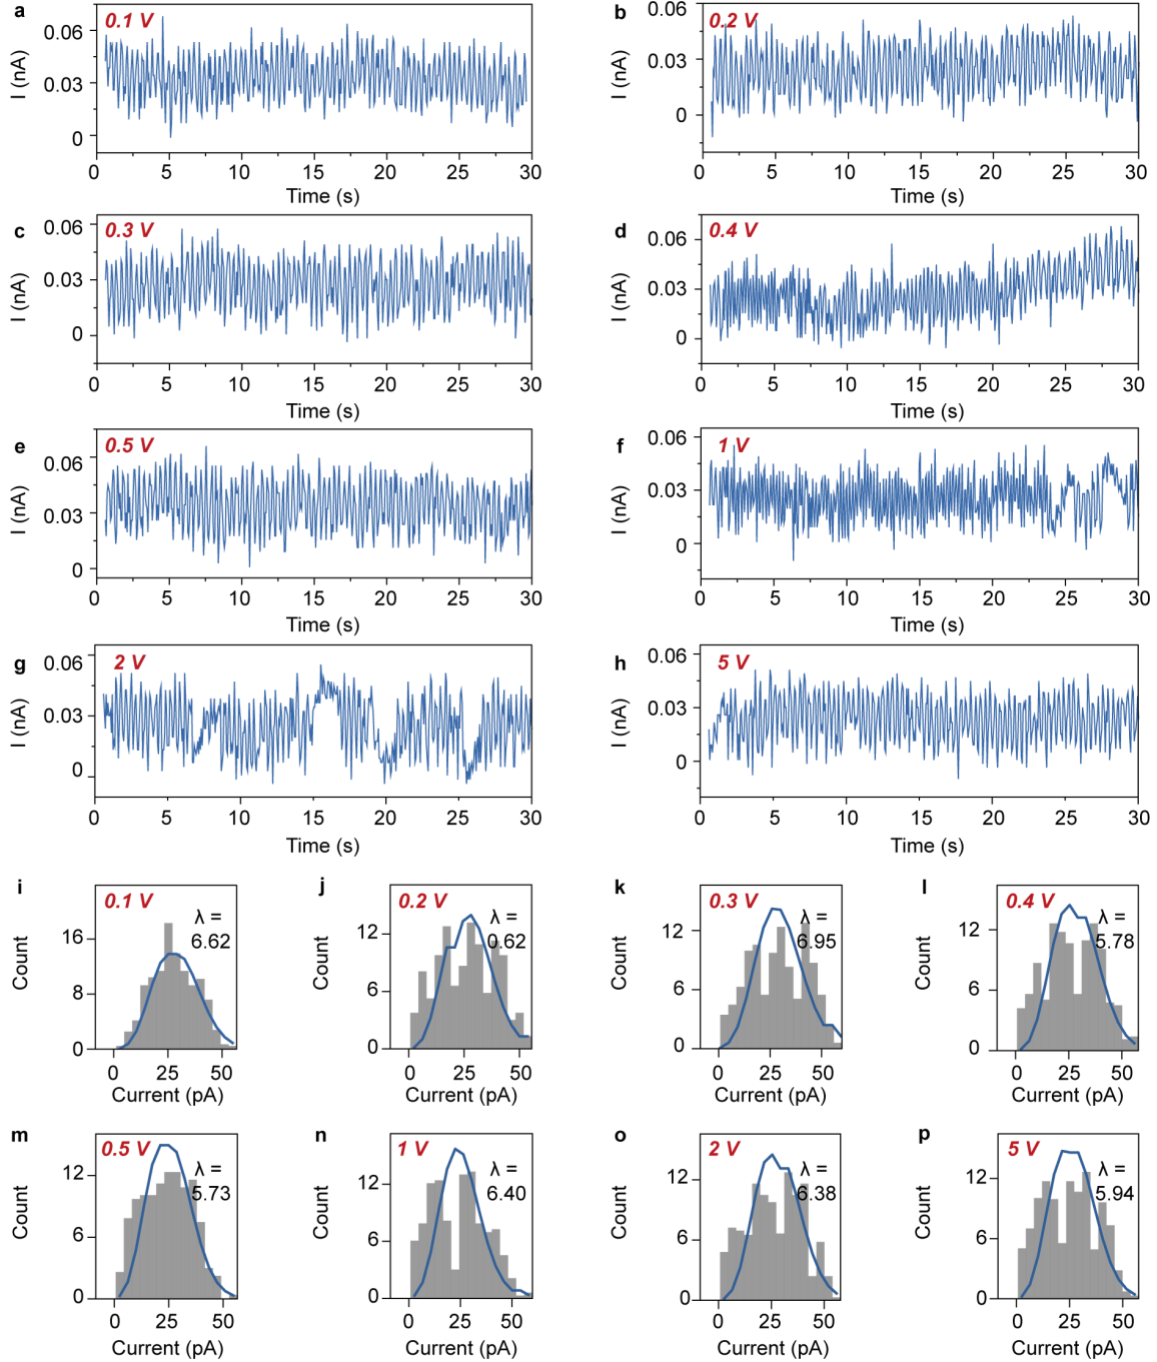 a 0.1 V b 0.2 V
0.06 0.03 0 I (nA) 0.06 0.03 0 I (nA)
0 5 10 15 20 25 30 0 5 10 15 20 25 30
Time (s) Time (s)
c 0.3 V d 0.4 V
0.06 0.03 0 I (nA) 0.06 0.03 0 I (nA)
0 5 10 15 20 25 30 0 5 10 15 20 25 30
Time (s) Time (s)
e 0.5 V f 1 V
0.06 0.03 0 I (nA) 0.06 0.03 0 I (nA)
0 5 10 15 20 25 30 0 5 10 15 20 25 30
Time (s) Time (s)
g 2 V h 5 V
0.06 0.03 0 I (nA) 0.06 0.03 0 I (nA)
0 5 10 15 20 25 30 0 5 10 15 20 25 30
Time (s) Time (s)
i j k l
0.1 V 0.2 V 0.3 V 0.4 V
λ = λ = λ = λ =
6.62 0.62 6.95 5.78
16 8 0 Count 12 6 0 Count 12 6 0 Count 12 6 0 Count
0 25 50 0 25 50 0 25 50 0 25 50
Current (pA) Current (pA) Current (pA) Current (pA)
m n o p
0.5 V 1 V 2 V 5 V
λ = λ = λ = λ =
5.73 6.40 6.38 5.94
12 6 0 Count 12 6 0 Count 12 6 0 Count 12 6 0 Count
0 25 50 0 25 50 0 25 50 0 25 50
Current (pA) Current (pA) Current (pA) Current (pA)